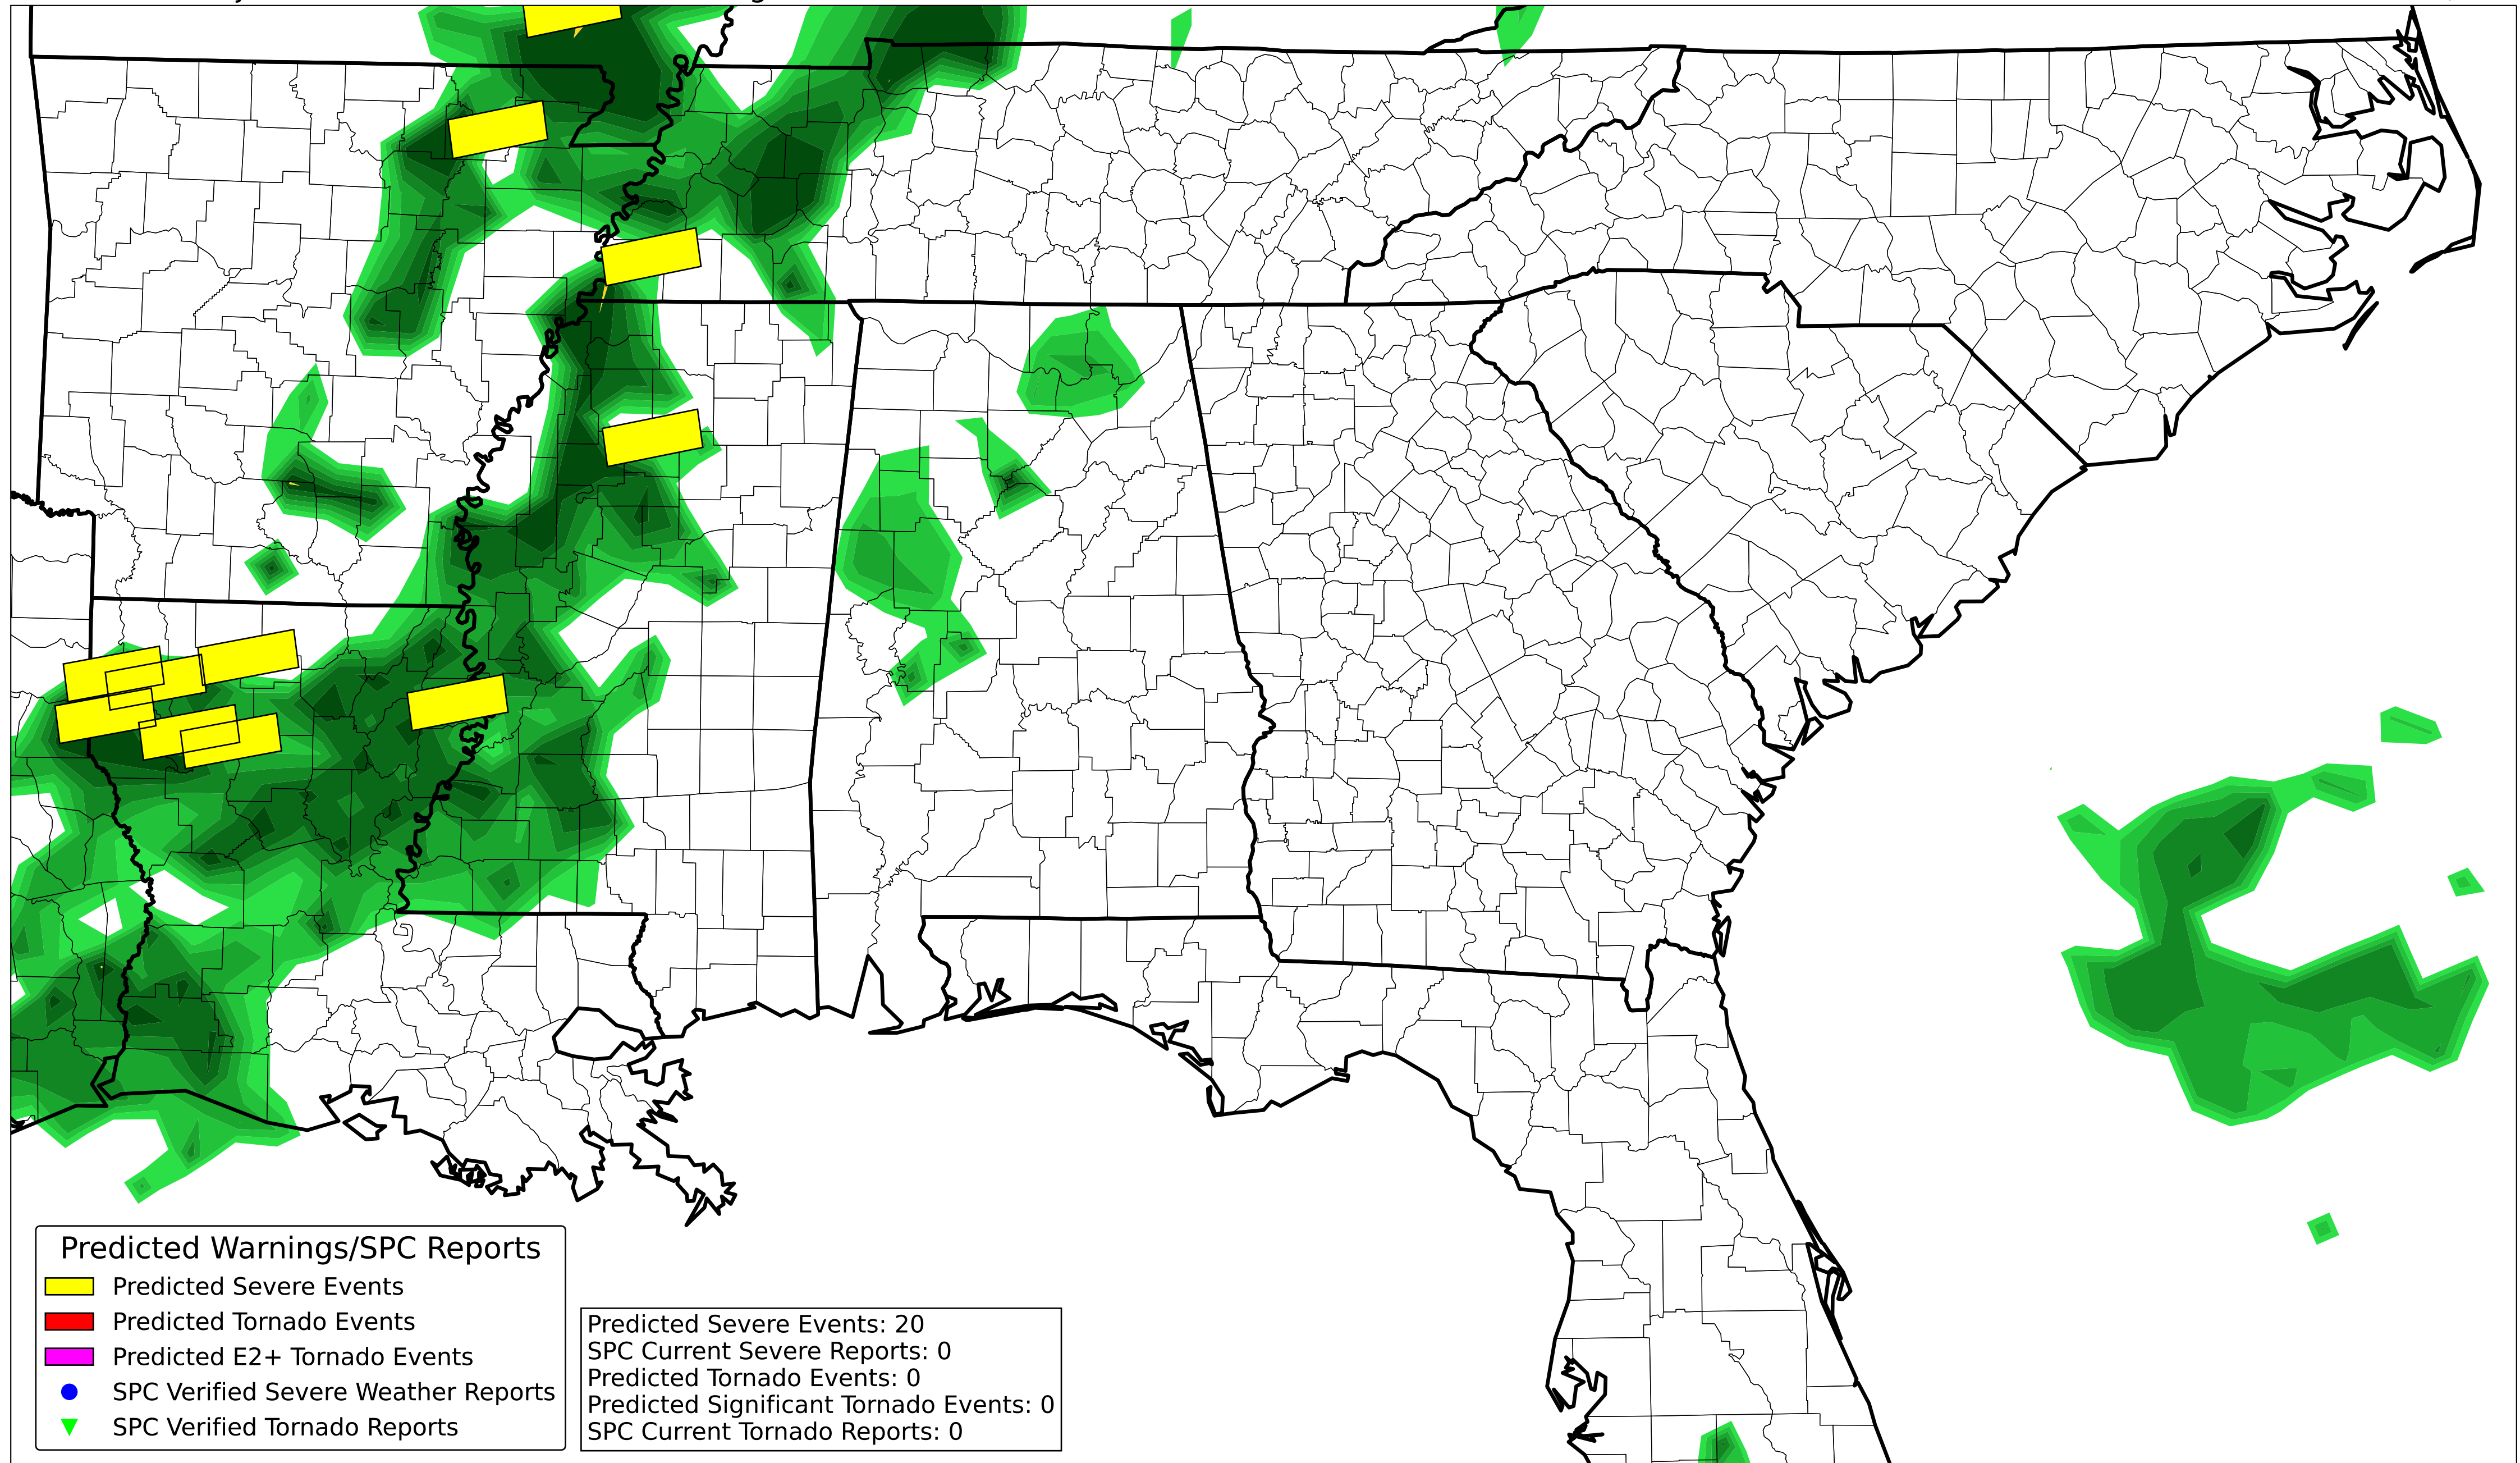 Predicted Warnings/SPC Reports
Predicted Severe Events
Predicted Tornado Events
Predicted E2+ Tornado Events
SPC Verified Severe Weather Reports
SPC Verified Tornado Reports
Predicted Severe Events: 20
SPC Current Severe Reports: 0
Predicted Tornado Events: 0
Predicted Significant Tornado Events: 0
SPC Current Tornado Reports: 0